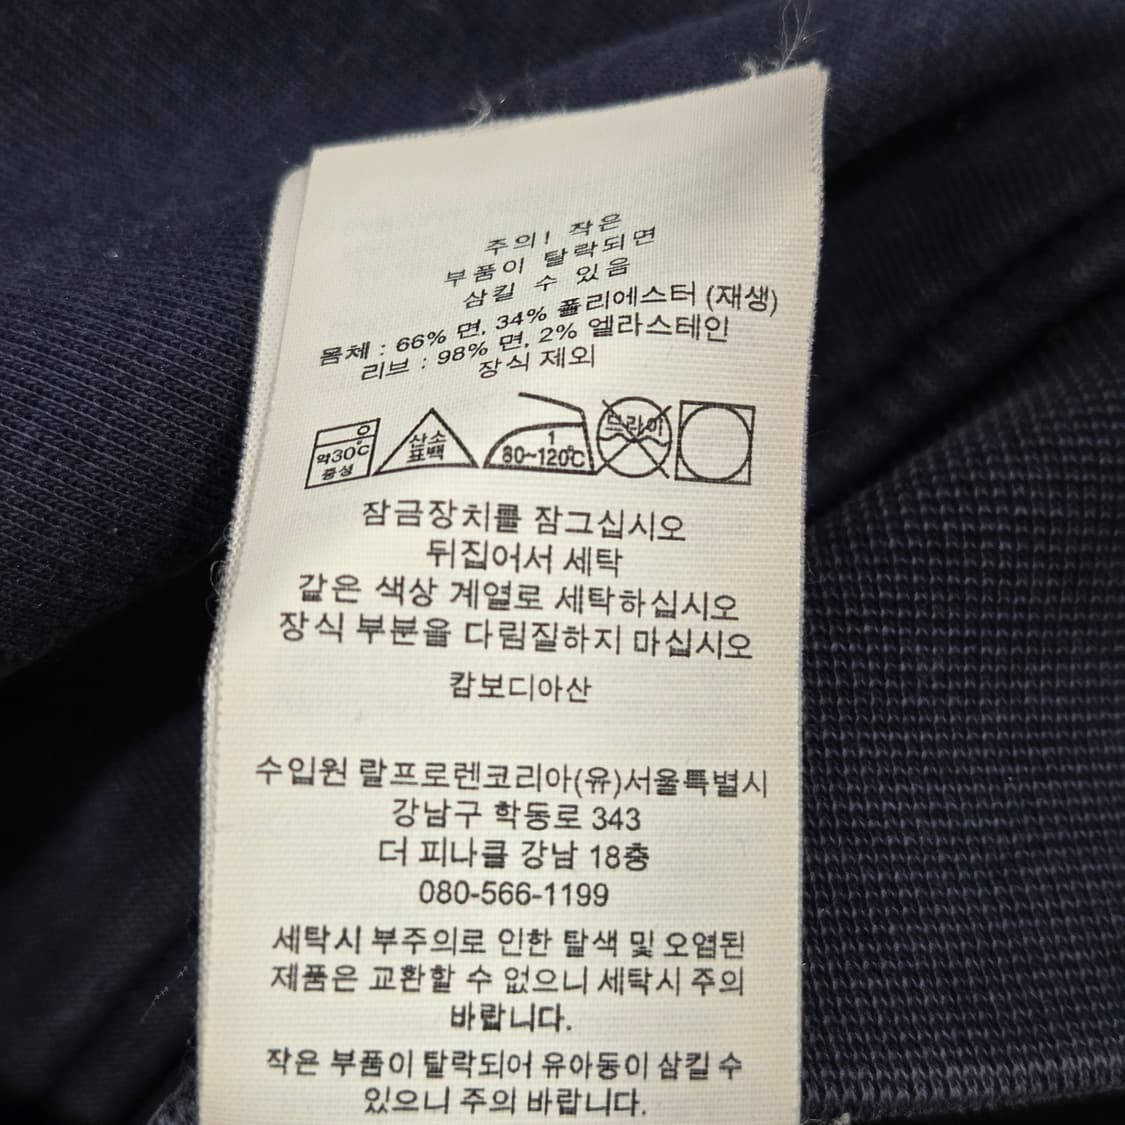 주의! 작은
부품이 탈락되면
삼킬 수 있음
몸체 : 66% 면, 34% 폴리에스터 (재생)
리브 : 98% 면, 2% 엘라스테인
장식 제외
약30℃
중성
산소
표백
1
80~120℃
드라이
잠금장치를 잠그십시오
뒤집어서 세탁
같은 색상 계열로 세탁하십시오
장식 부분을 다림질하지 마십시오
캄보디아산
수입원 랄프로렌코리아(유)서울특별시
강남구 학동로 343
더 피나클 강남 18층
080-566-1199
세탁시 부주의로 인한 탈색 및 오염된
제품은 교환할 수 없으니 세탁시 주의
바랍니다.
작은 부품이 탈락되어 유아동이 삼킬 수
있으니 주의 바랍니다.